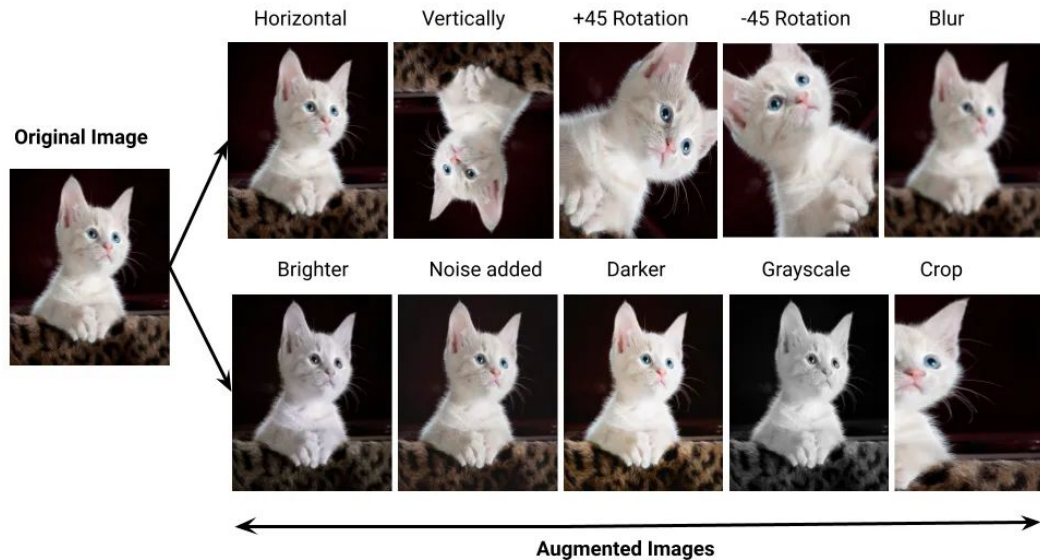 Horizontal
Vertically
+45 Rotation
-45 Rotation
Blur
Original Image
Brighter
Noise added
Darker
Grayscale
Crop
Augmented Images